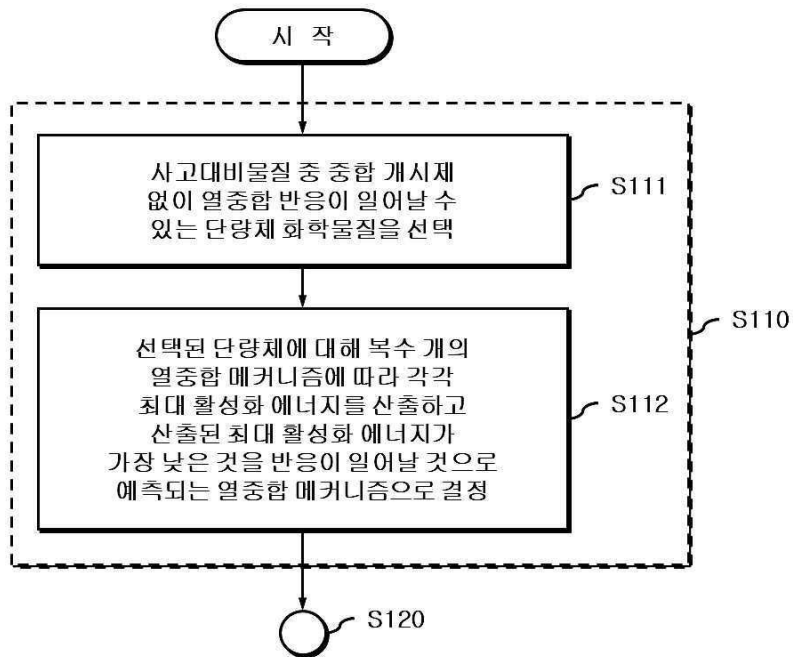 시 작
사고대비물질 중 중합 개시제
없이 열중합 반응이 일어날 수
있는 단량체 화학물질을 선택
S111
S110
선택된 단량체에 대해 복수 개의
열중합 메커니즘에 따라 각각
최대 활성화 에너지를 산출하고
산출된 최대 활성화 에너지가
가장 낮은 것을 반응이 일어날 것으로
예측되는 열중합 메커니즘으로 결정
S112
S120